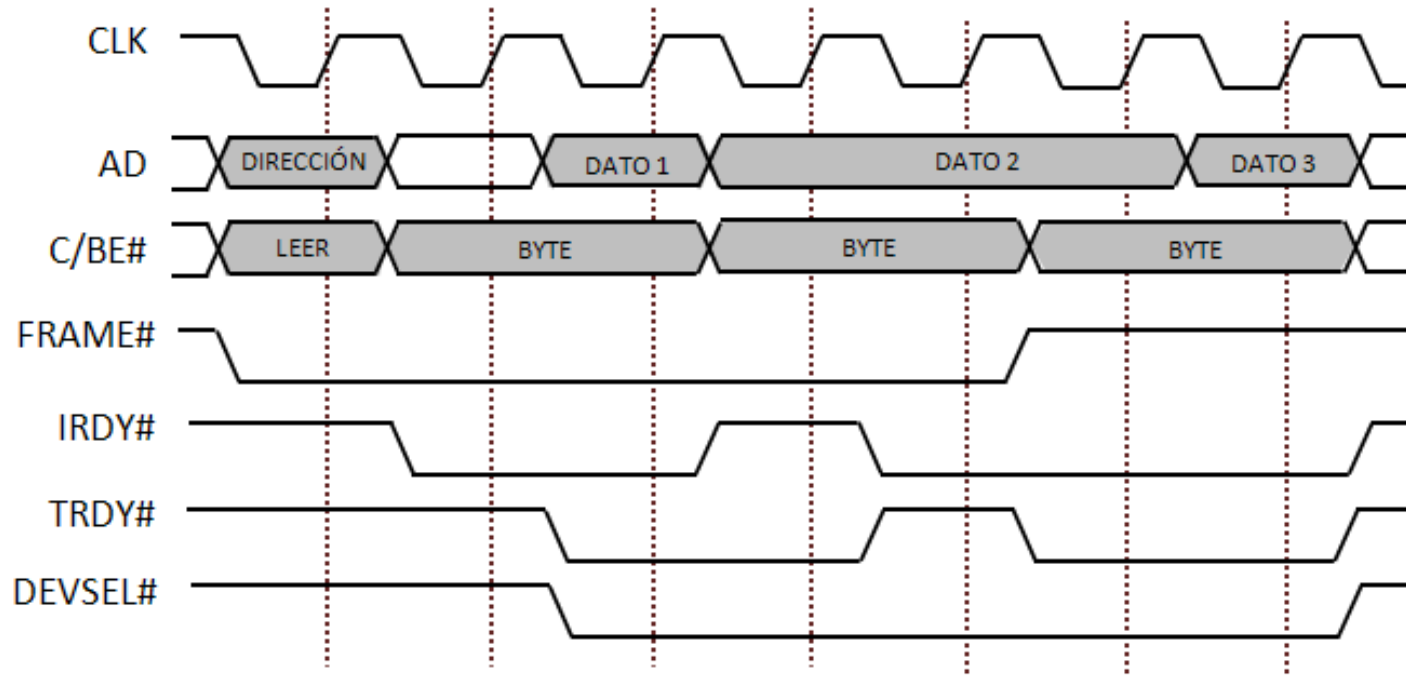 CLK
AD DIRECCIÓN DATO 1 DATO 2 DATO 3
C/BE# LEER BYTE BYTE BYTE
FRAME#
IRDY#
TRDY#
DEVSEL#